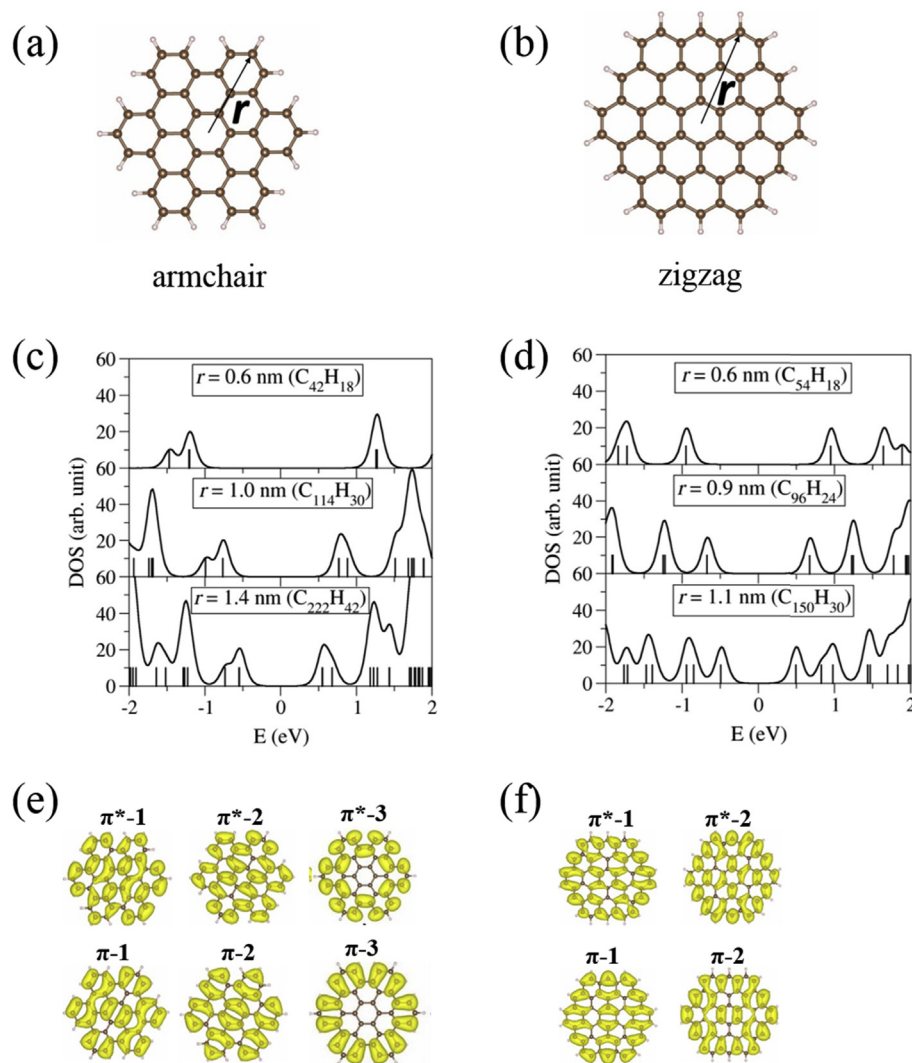 (a)
(b)
r
r
armchair
zigzag
(c)
(d)
60
40
20
60
40
20
60
40
20
0
r = 0.6 nm (C42H18)
r = 1.0 nm (C114H30)
r = 1.4 nm (C222H42)
DOS (arb. unit)
-2 -1 0 1 2
E (eV)
60
40
20
60
40
20
60
40
20
0
r = 0.6 nm (C54H18)
r = 0.9 nm (C96H24)
r = 1.1 nm (C150H30)
DOS (arb. unit)
-2 -1 0 1 2
E (eV)
(e)
(f)
π*-1 π*-2 π*-3
π-1 π-2 π-3
π*-1 π*-2
π-1 π-2